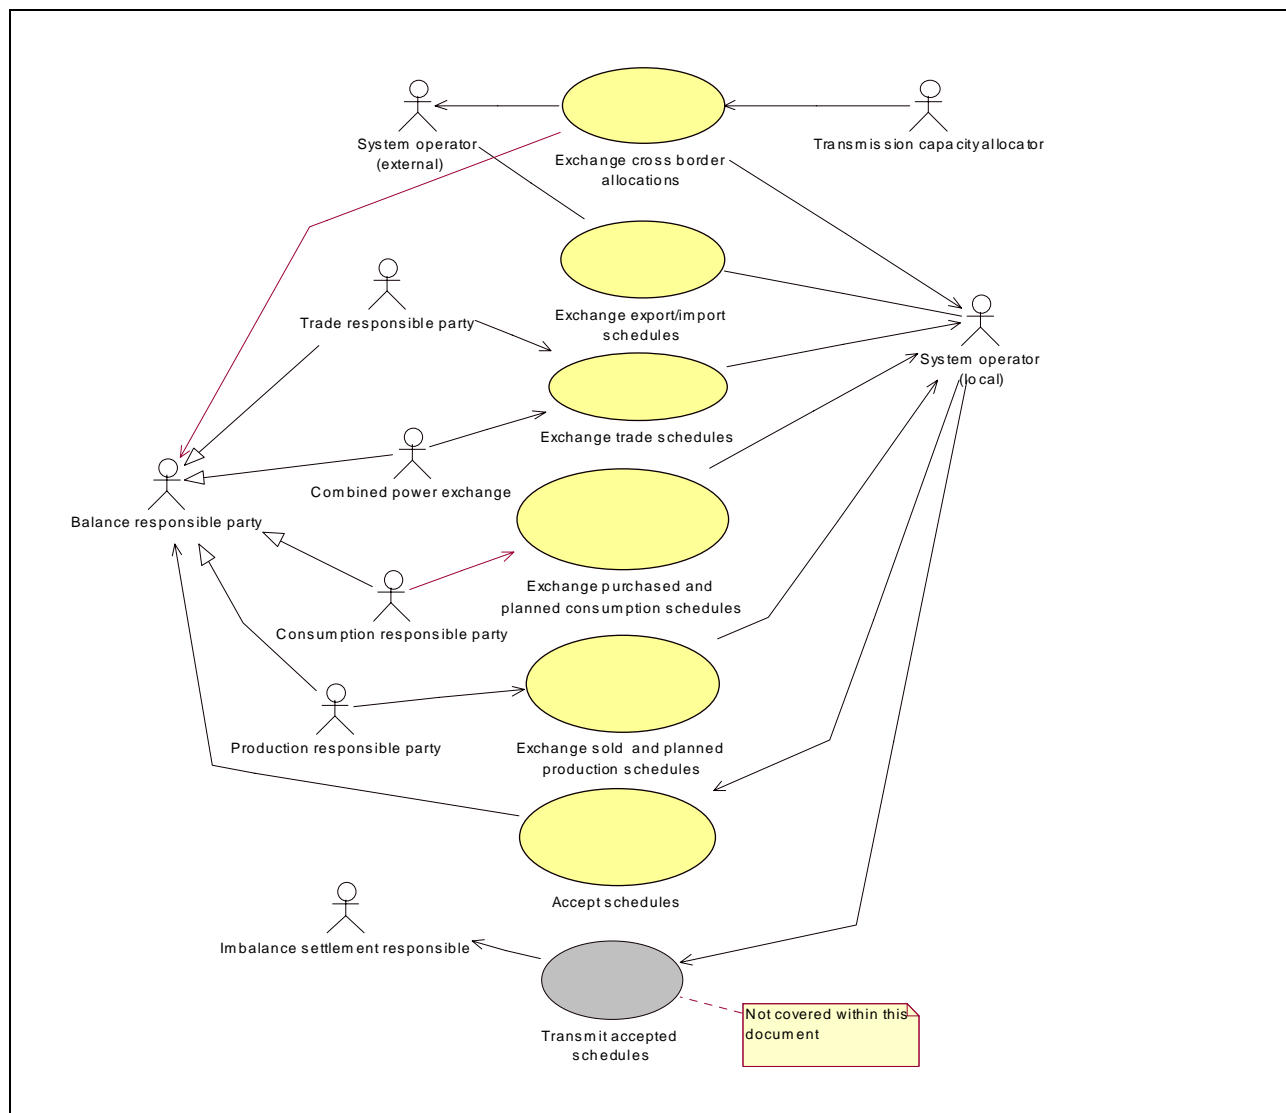 System operator
(external)
Exchange cross border
allocations
Transmission capacity allocator
Trade responsible party
Exchange export/import
schedules
System operator
(local)
Exchange trade schedules
Combined power exchange
Balance responsible party
Exchange purchased and
planned consumption schedules
Consumption responsible party
Production responsible party
Exchange sold and planned
production schedules
Accept schedules
Imbalance settlement responsible
Transmit accepted
schedules
Not covered within this
document